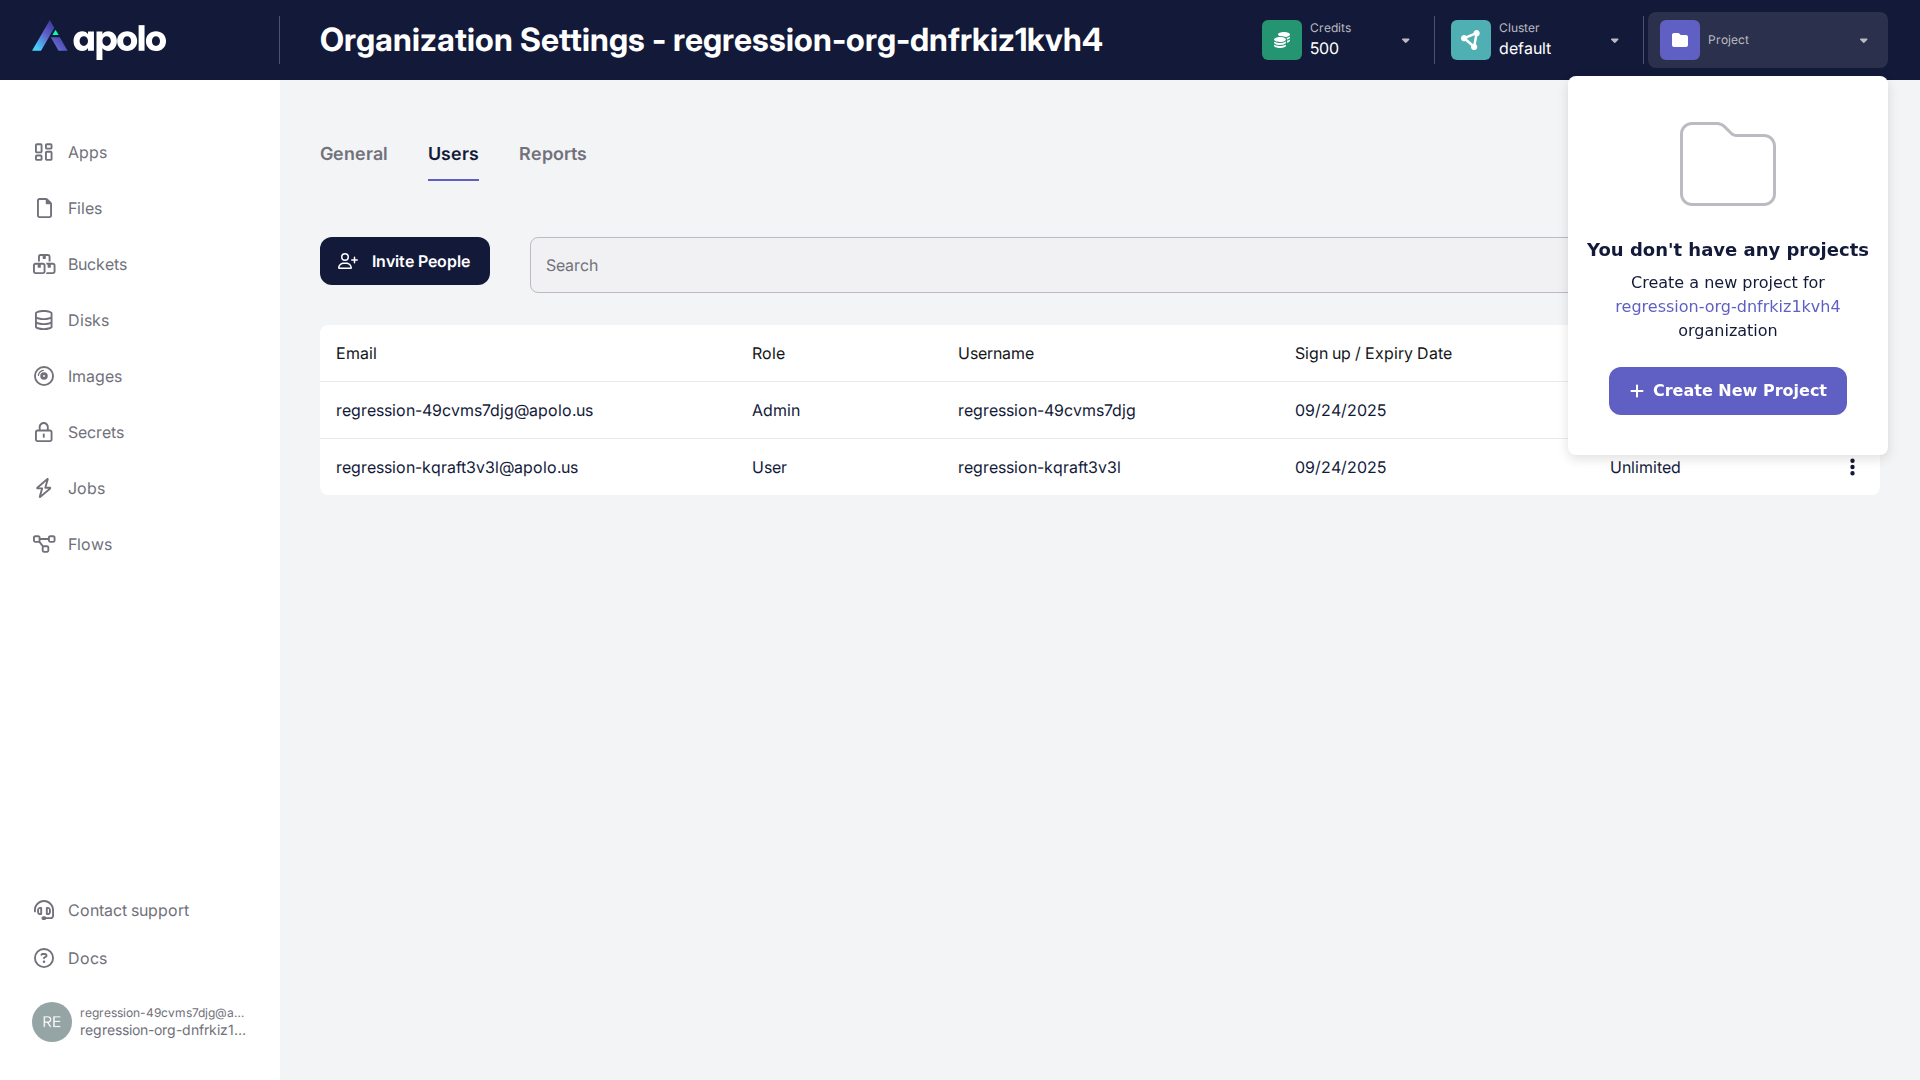 apolo
Organization Settings - regression-org-dnfrkiz1kvh4
Credits
500
Cluster
default
Project
Apps
Files
Buckets
Disks
Images
Secrets
Jobs
Flows
Contact support
Docs
RE
regression-49cvms7djg@a...
regression-org-dnfrkiz1...
General
Users
Reports
Invite People
Search
Email Role Username Sign up / Expiry Date
regression-49cvms7djg@apolo.us Admin regression-49cvms7djg 09/24/2025
regression-kqraft3v3l@apolo.us User regression-kqraft3v3l 09/24/2025 Unlimited
You don't have any projects
Create a new project for
regression-org-dnfrkiz1kvh4
organization
Create New Project